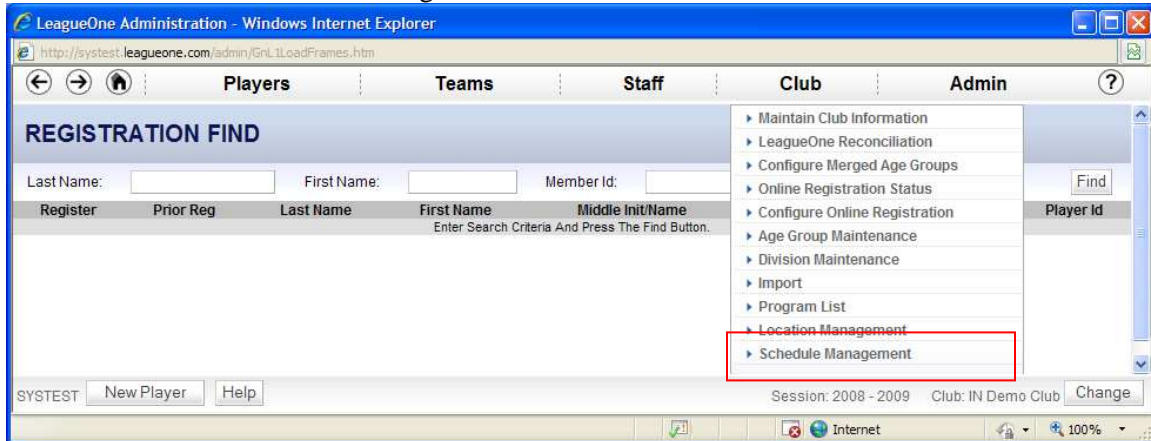 LeagueOne Administration - Windows Internet Explorer
http://systest.leagueone.com/admin/GnL1LoadFrames.htm
Players Teams Staff Club Admin ?
REGISTRATION FIND
Last Name: First Name: Member Id: Find
Register Prior Reg Last Name First Name Middle Init/Name Player Id
Enter Search Criteria And Press The Find Button.
Maintain Club Information
LeagueOne Reconciliation
Configure Merged Age Groups
Online Registration Status
Configure Online Registration
Age Group Maintenance
Division Maintenance
Import
Program List
Location Management
Schedule Management
SYSTEST New Player Help Session: 2008 - 2009 Club: IN Demo Club Change
Internet 100%